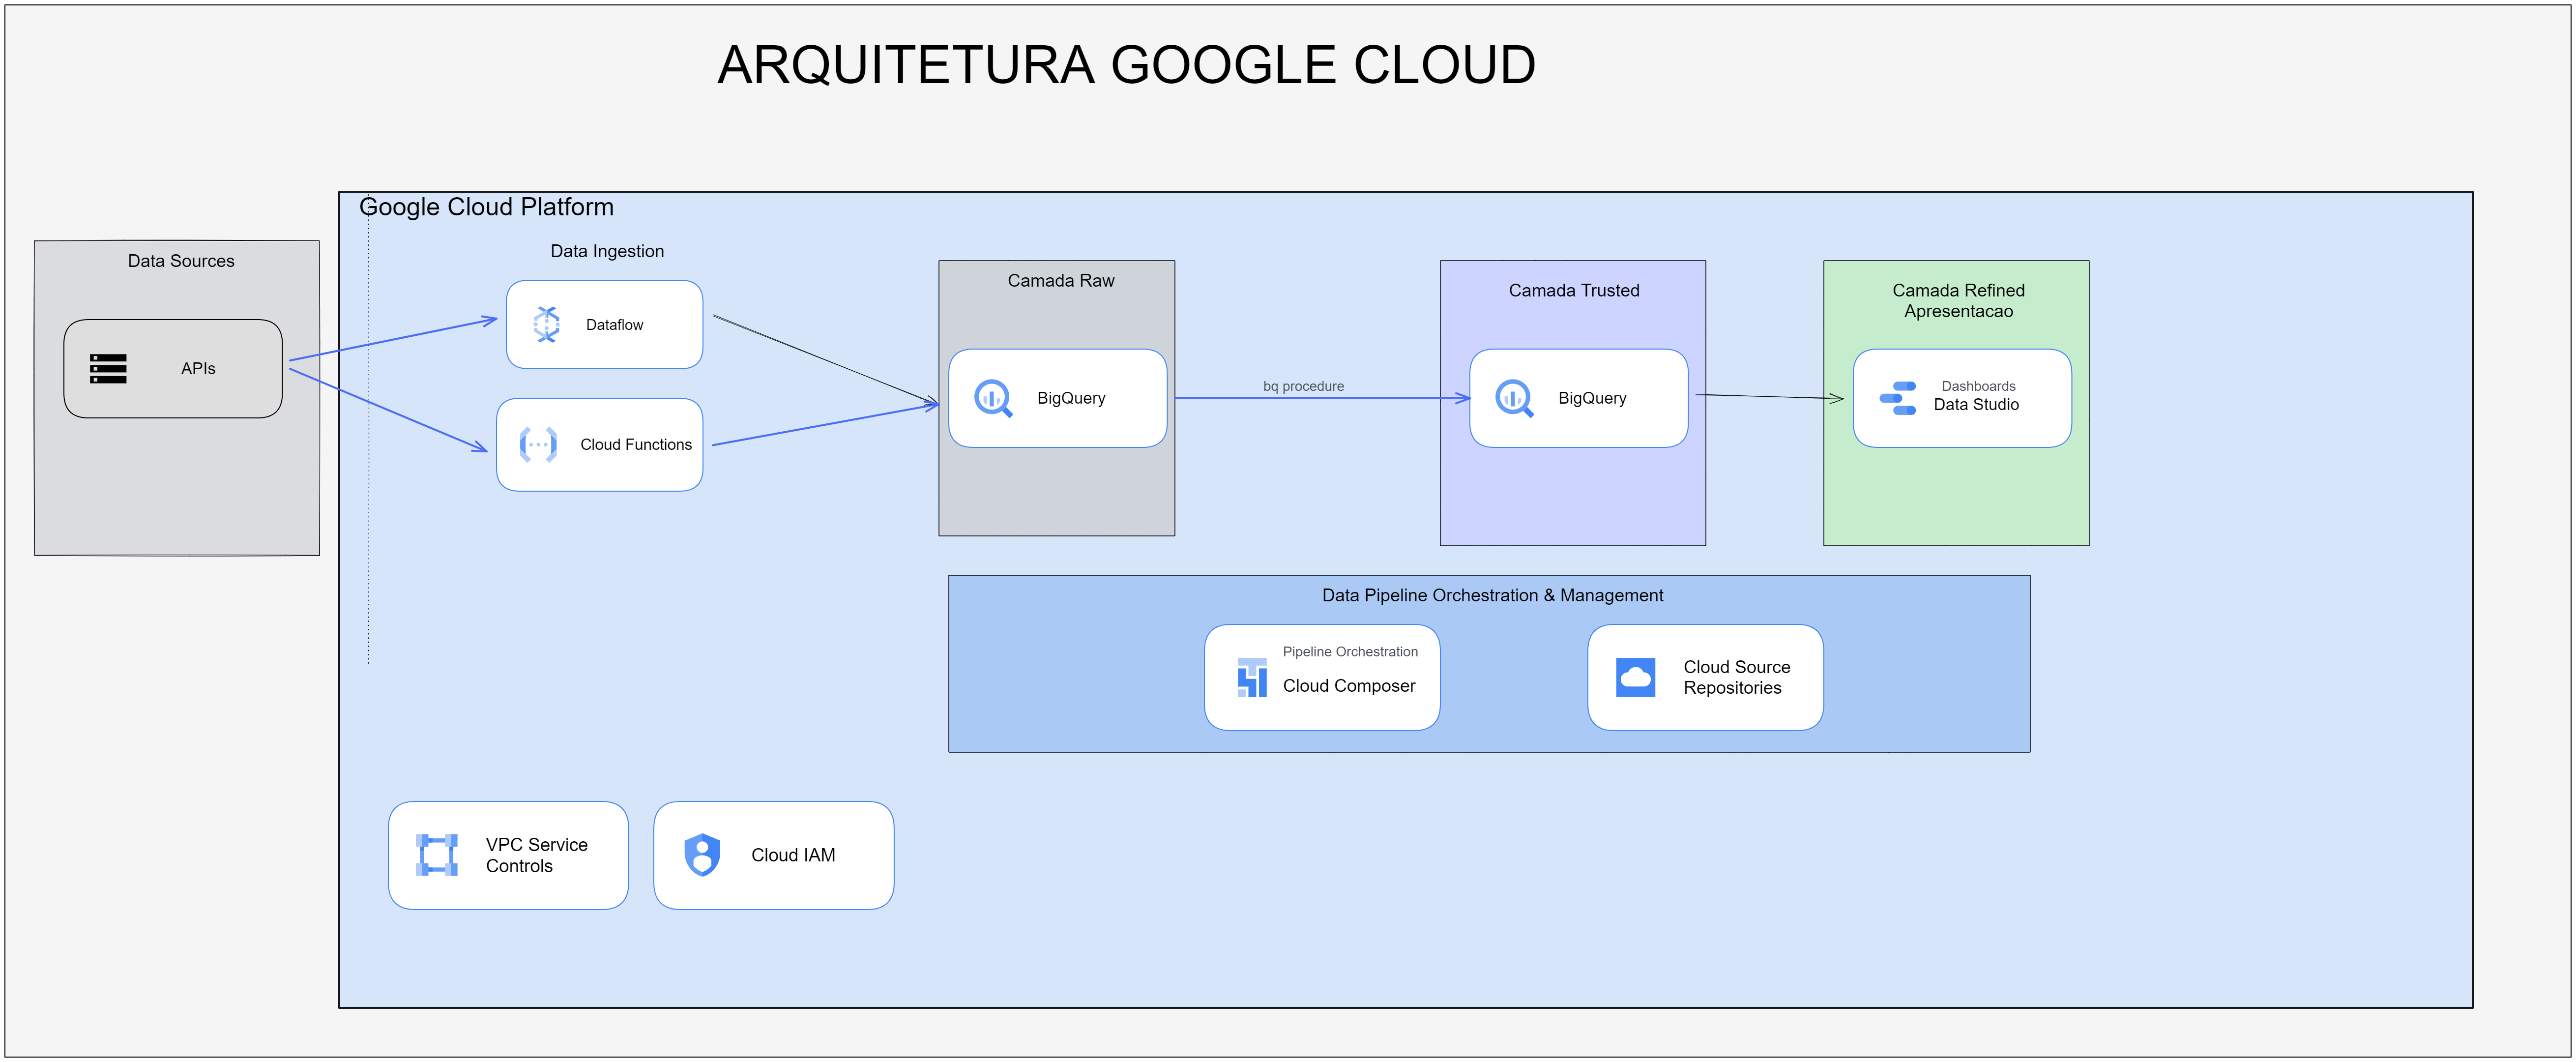 ARQUITETURA GOOGLE CLOUD
Google Cloud Platform
Data Sources
APIs
Data Ingestion
Dataflow
Cloud Functions
Camada Raw
BigQuery
bq procedure
Camada Trusted
BigQuery
Camada Refined
Apresentacao
Dashboards
Data Studio
Data Pipeline Orchestration & Management
Pipeline Orchestration
Cloud Composer
Cloud Source
Repositories
VPC Service
Controls
Cloud IAM